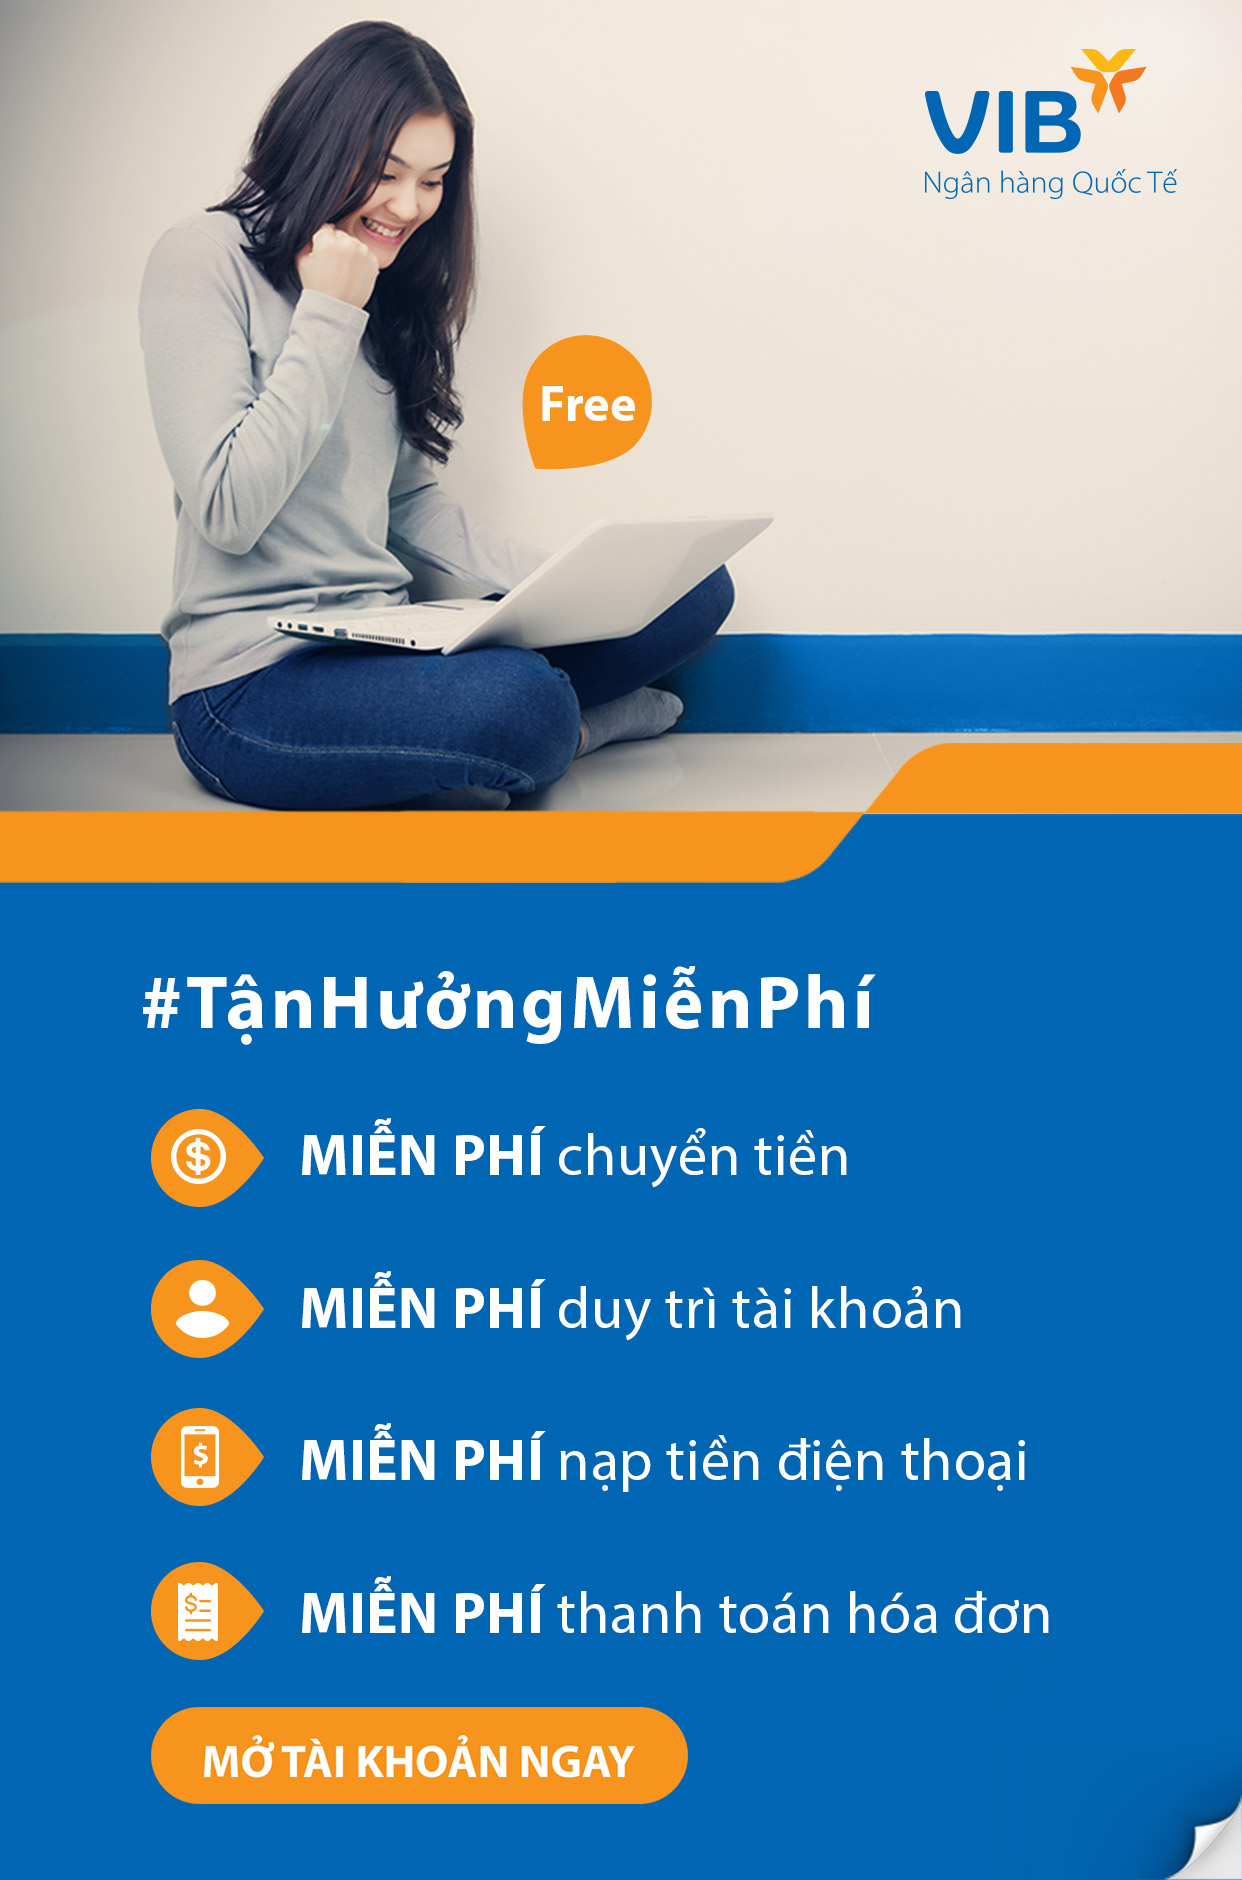 VIB
Ngân hàng Quốc Tế
Free
#TậnHưởngMiễnPhí
MIỄN PHÍ chuyển tiền
MIỄN PHÍ duy trì tài khoản
MIỄN PHÍ nạp tiền điện thoại
MIỄN PHÍ thanh toán hóa đơn
MỞ TÀI KHOẢN NGAY